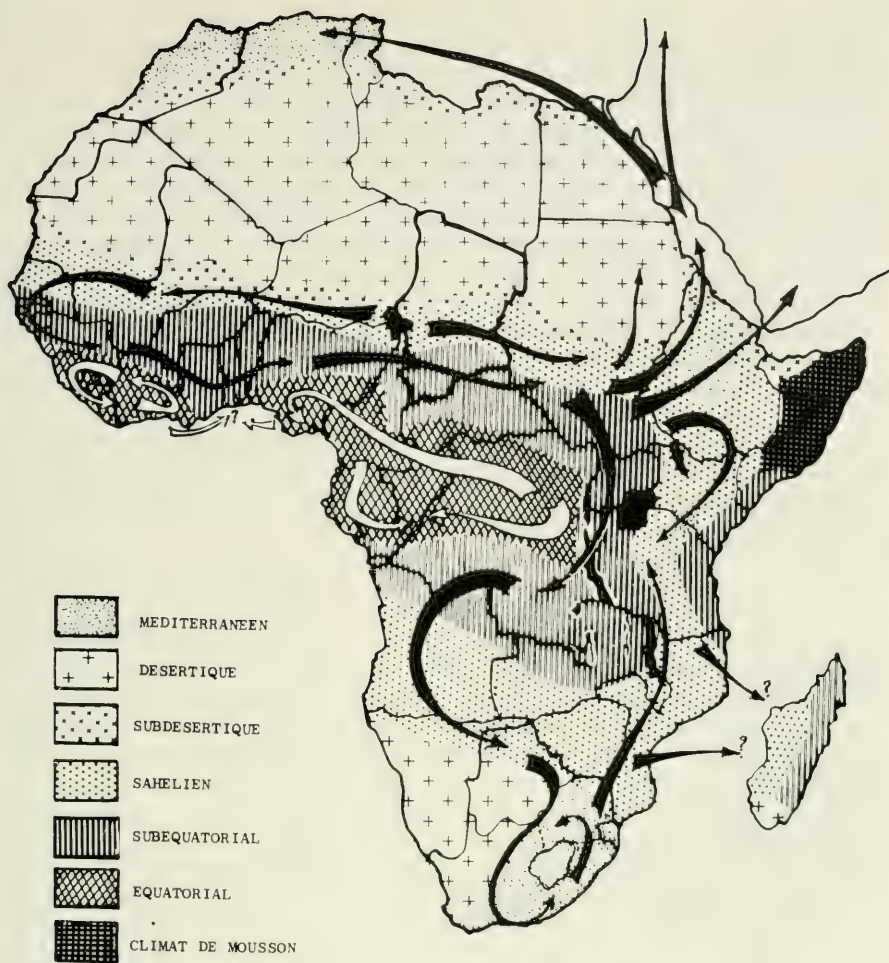 ?
?
?
MEDITERRANEEN
DESERTIQUE
SUBDESERTIQUE
SAHELIEN
SUBEQUATORIAL
EQUATORIAL
CLIMAT DE MOUSSON